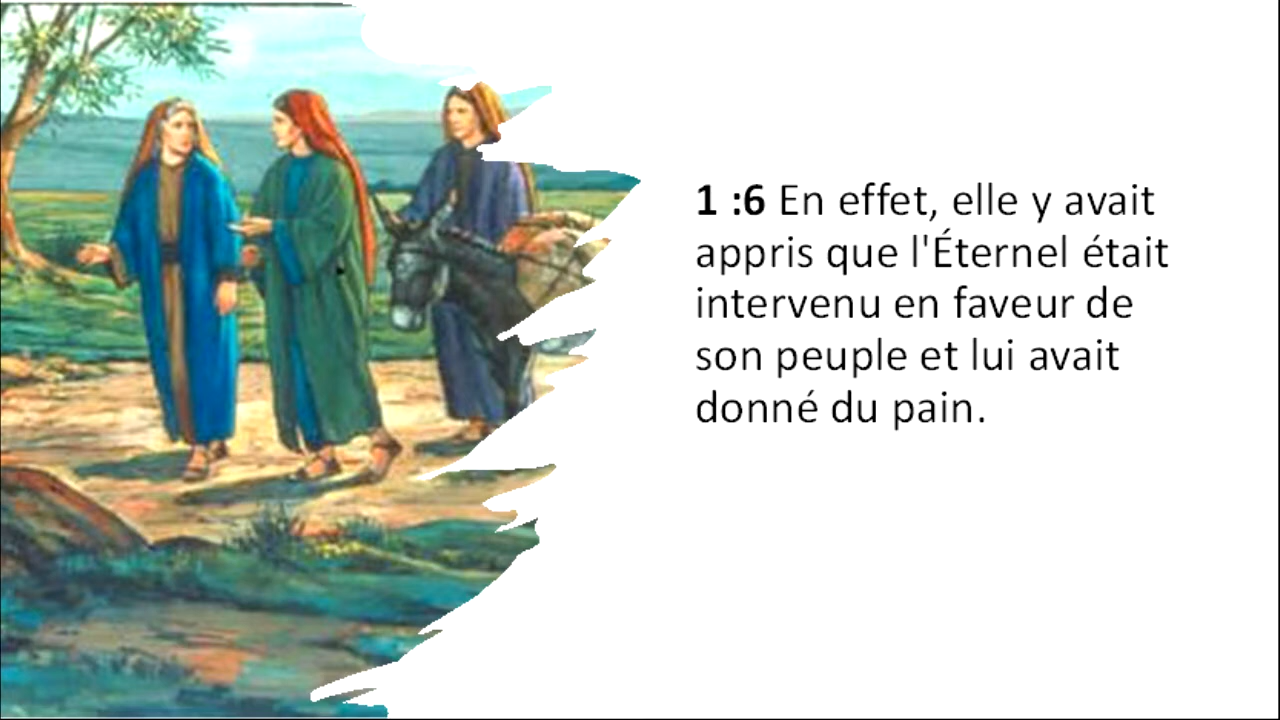 1 :6 En effet, elle y avait
appris que l'Éternel était
intervenu en faveur de
son peuple et lui avait
donné du pain.